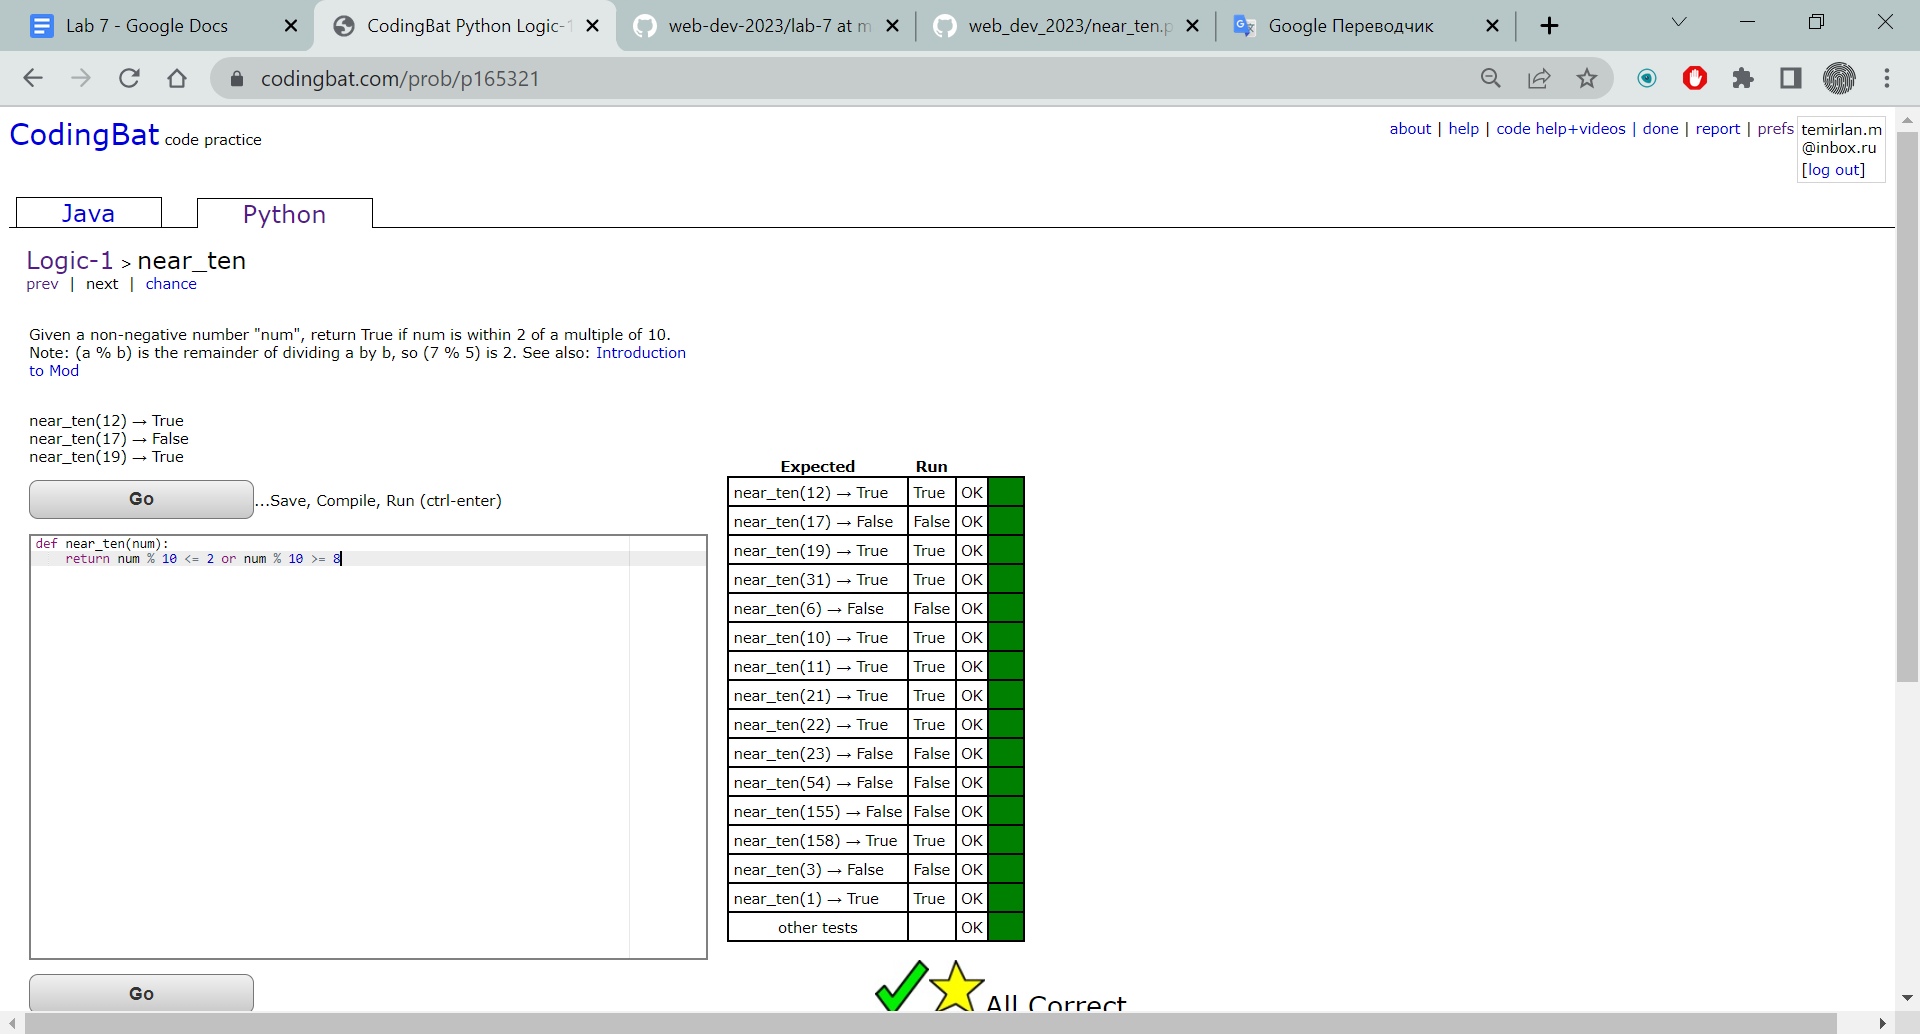 Lab 7 - Google Docs
CodingBat Python Logic-1
web-dev-2023/lab-7 at m
web_dev_2023/near_ten.p
Google Переводчик
codingbat.com/prob/p165321
CodingBat code practice
about | help | code help+videos | done | report | prefs
temirlan.m
@inbox.ru
[log out]
Java
Python
Logic-1 > near_ten
prev | next | chance
Given a non-negative number "num", return True if num is within 2 of a multiple of 10.
Note: (a % b) is the remainder of dividing a by b, so (7 % 5) is 2. See also: Introduction
to Mod
near_ten(12) → True
near_ten(17) → False
near_ten(19) → True
Go ...Save, Compile, Run (ctrl-enter)
def near_ten(num):
    return num % 10 <= 2 or num % 10 >= 8
Go
Expected Run
near_ten(12) → True True OK
near_ten(17) → False False OK
near_ten(19) → True True OK
near_ten(31) → True True OK
near_ten(6) → False False OK
near_ten(10) → True True OK
near_ten(11) → True True OK
near_ten(21) → True True OK
near_ten(22) → True True OK
near_ten(23) → False False OK
near_ten(54) → False False OK
near_ten(155) → False False OK
near_ten(158) → True True OK
near_ten(3) → False False OK
near_ten(1) → True True OK
other tests OK
All Correct